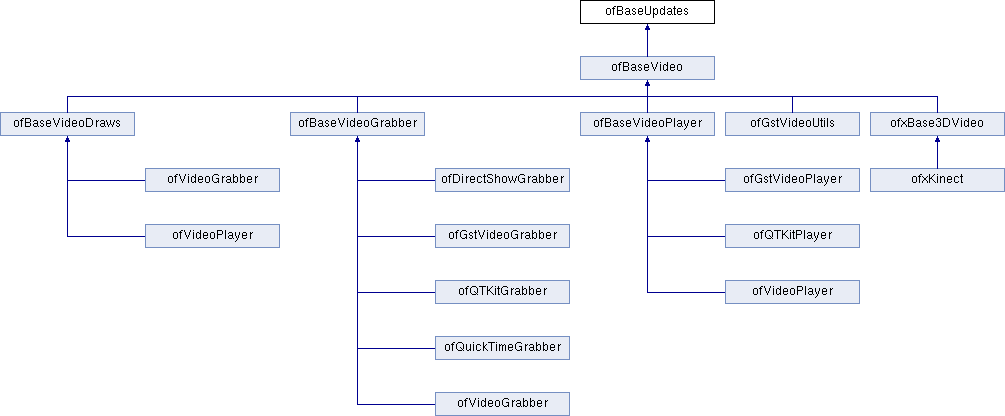 ofBaseUpdates
ofBaseVideo
ofBaseVideoDraws
ofBaseVideoGrabber
ofBaseVideoPlayer
ofGstVideoUtils
ofxBase3DVideo
ofVideoGrabber
ofDirectShowGrabber
ofGstVideoPlayer
ofxKinect
ofVideoPlayer
ofGstVideoGrabber
ofQTKitPlayer
ofQTKitGrabber
ofVideoPlayer
ofQuickTimeGrabber
ofVideoGrabber